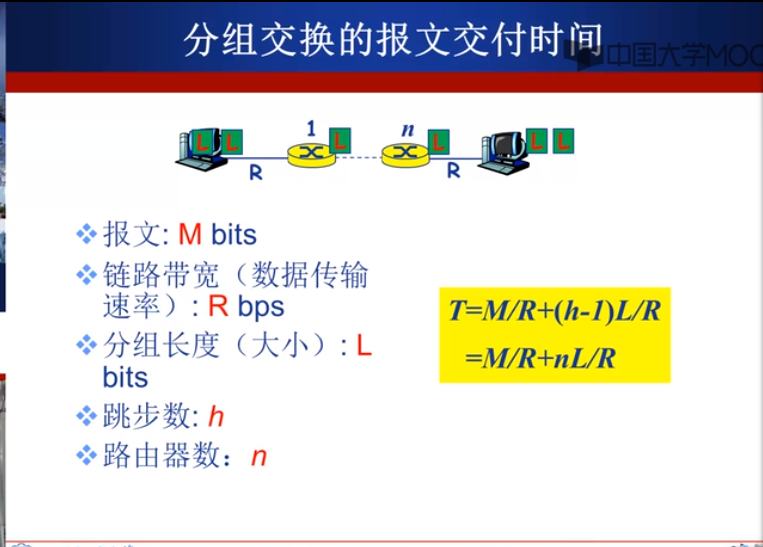 分组交换的报文交付时间
中国大学MOO
L L
1 L
n L
L L
R
R
报文: M bits
链路带宽（数据传输
速率）: R bps
分组长度（大小）: L
bits
跳步数: h
路由器数：n
T=M/R+(h-1)L/R
=M/R+nL/R